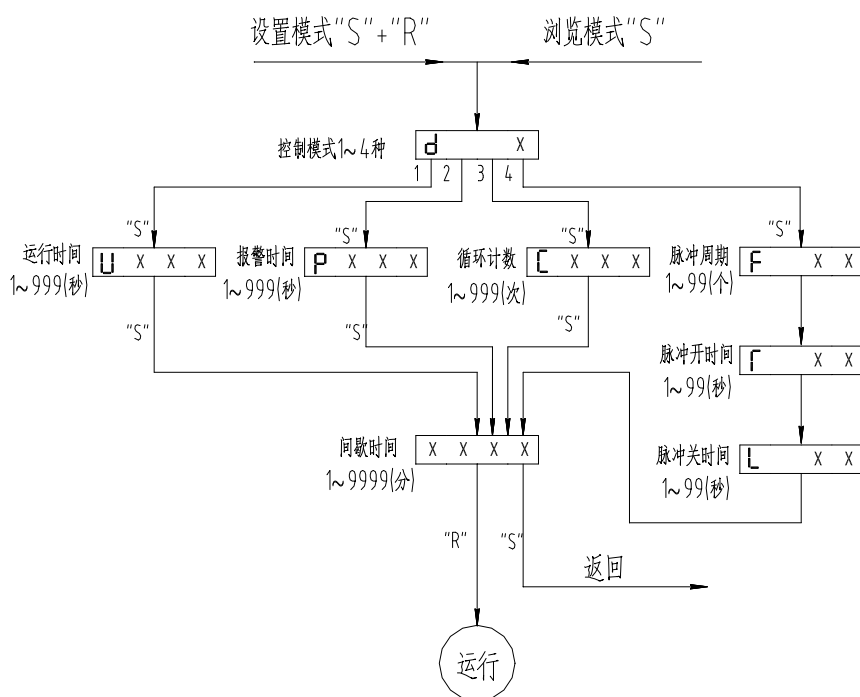 设置模式"S"+"R"
浏览模式"S"
控制模式1~4种
d X
1 2 3 4
"S" "S" "S" "S"
运行时间
1~999(秒)
U X X X
报警时间
1~999(秒)
P X X X
循环计数
1~999(次)
C X X X
脉冲周期
1~99(个)
F X X
"S" "S" "S"
脉冲开时间
1~99(秒)
T X X
间歇时间
1~9999(分)
X X X X
脉冲关时间
1~99(秒)
L X X
"R" "S"
返回
运行